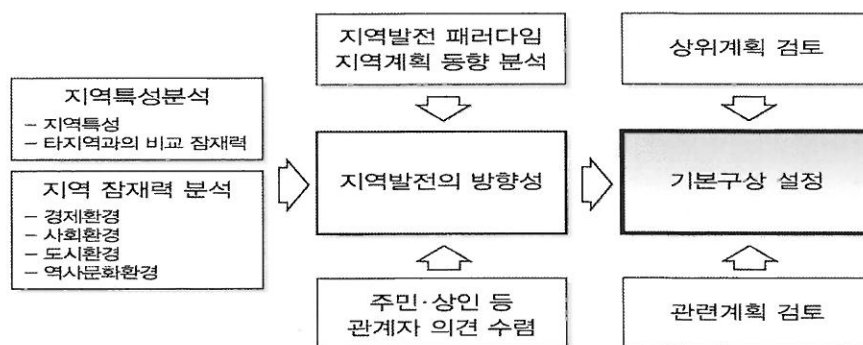 지역특성분석
– 지역특성
– 타지역과의 비교 잠재력
지역 잠재력 분석
– 경제환경
– 사회환경
– 도시환경
– 역사문화환경
지역발전 패러다임
지역계획 동향 분석
지역발전의 방향성
주민·상인 등
관계자 의견 수렴
상위계획 검토
기본구상 설정
관련계획 검토